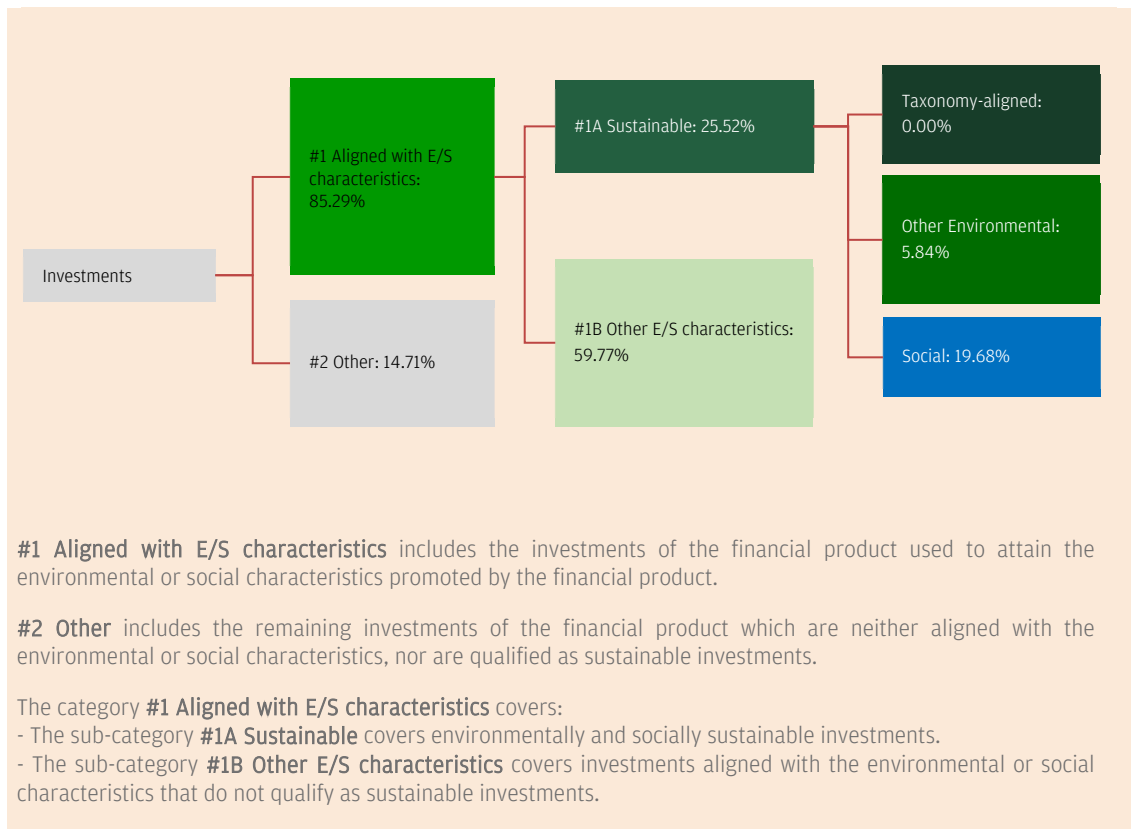 Investments
#1 Aligned with E/S
characteristics:
85.29%
#2 Other: 14.71%
#1A Sustainable: 25.52%
#1B Other E/S characteristics:
59.77%
Taxonomy-aligned:
0.00%
Other Environmental:
5.84%
Social: 19.68%
#1 Aligned with E/S characteristics includes the investments of the financial product used to attain the
environmental or social characteristics promoted by the financial product.
#2 Other includes the remaining investments of the financial product which are neither aligned with the
environmental or social characteristics, nor are qualified as sustainable investments.
The category #1 Aligned with E/S characteristics covers:
- The sub-category #1A Sustainable covers environmentally and socially sustainable investments.
- The sub-category #1B Other E/S characteristics covers investments aligned with the environmental or social
characteristics that do not qualify as sustainable investments.